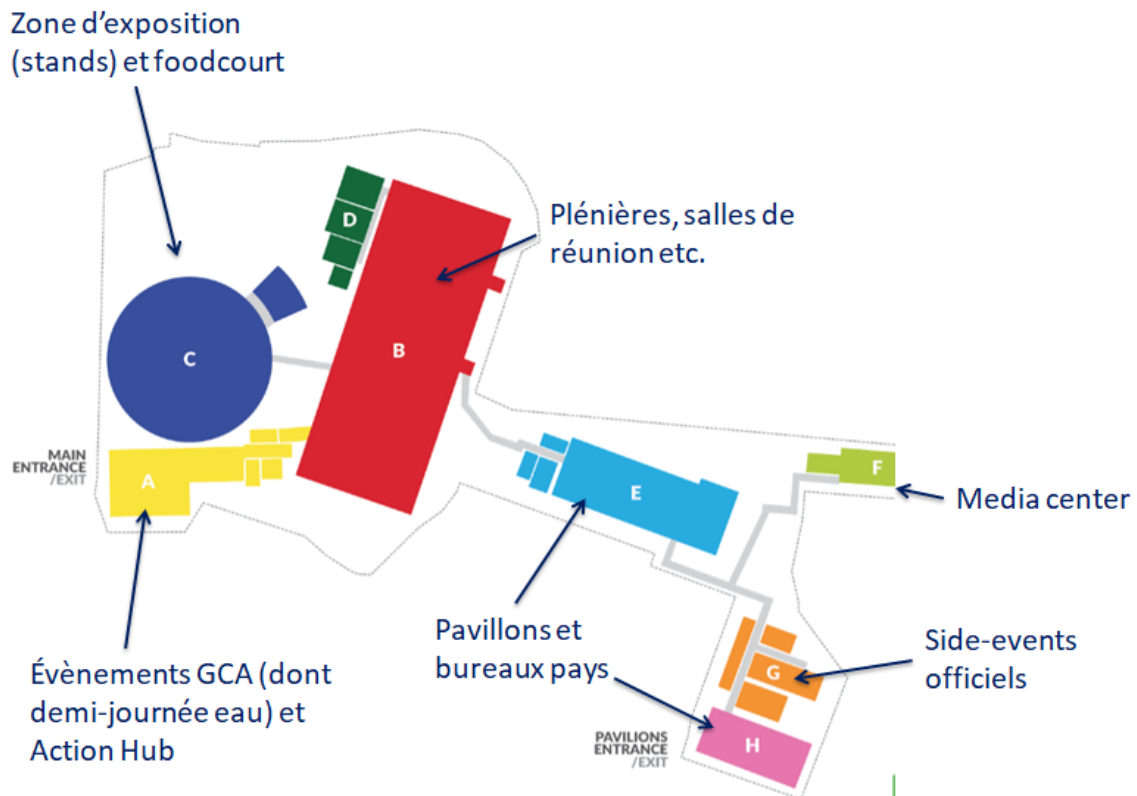 Zone d'exposition
(stands) et foodcourt
D
Plénières, salles de
réunion etc.
C
B
MAIN
ENTRANCE
/EXIT
A
E
F
Media center
Évènements GCA (dont
demi-journée eau) et
Action Hub
Pavillons et
bureaux pays
G
Side-events
officiels
PAVILIONS
ENTRANCE
/EXIT
H